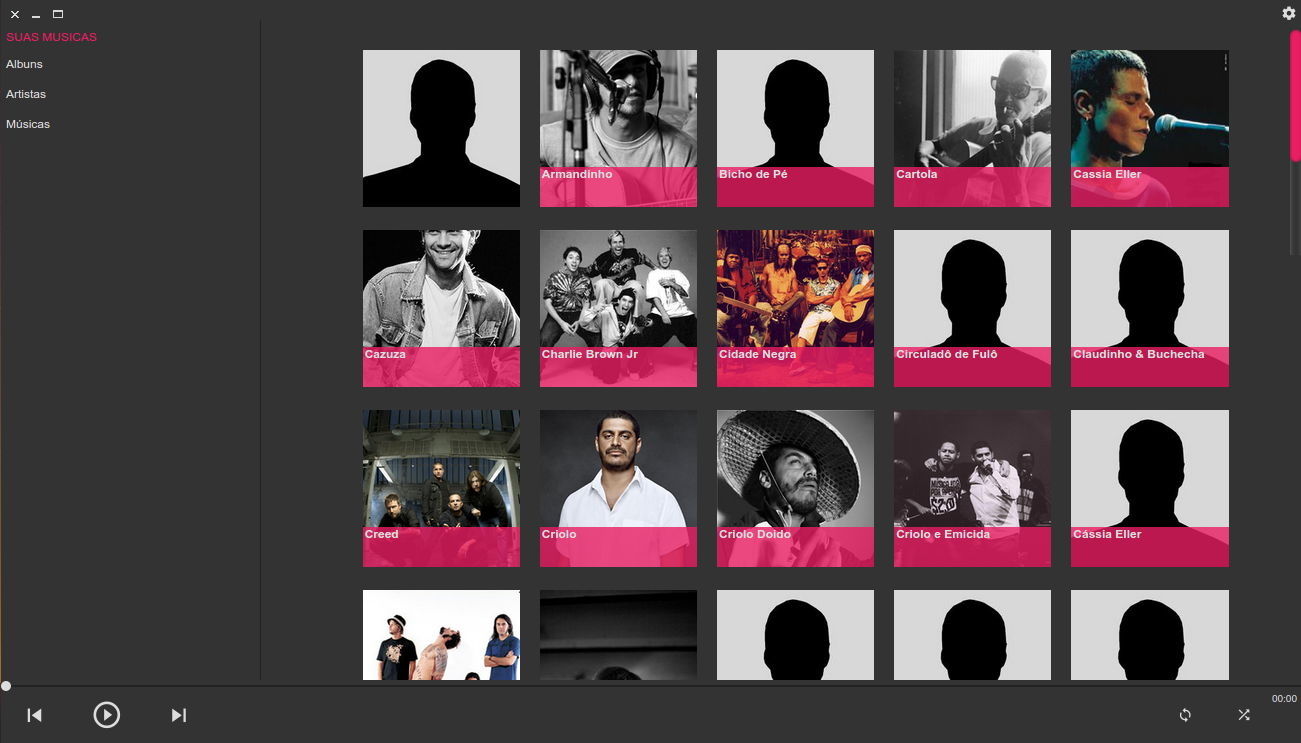 SUAS MUSICAS
Albuns
Artistas
Músicas
Armandinho
Bicho de Pé
Cartola
Cassia Eller
Cazuza
Charlie Brown Jr
Cidade Negra
Circuladô de Fulô
Claudinho & Buchecha
Creed
Criolo
Criolo Doido
Criolo e Emicida
Cássia Eller
00:00